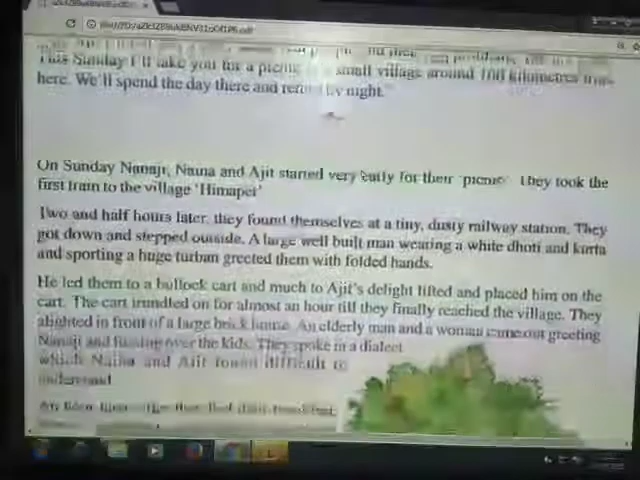 This Sunday I'll take you for a picnic to a small village around 100 kilometres from
here. We'll spend the day there and return by night."
On Sunday Nanaji, Naina and Ajit started very early for their 'picnic'. They took the
first train to the village 'Himaper'
Two and half hours later, they found themselves at a tiny, dusty railway station. They
got down and stepped outside. A large well built man wearing a white dhoti and kurta
and sporting a huge turban greeted them with folded hands.
He led them to a bullock cart and much to Ajit's delight lifted and placed him on the
cart. The cart trundled on for almost an hour till they finally reached the village. They
alighted in front of a large brick house. An elderly man and a woman came out greeting
Nanaji and fussing over the kids. They spoke in a dialect
which Naina and Ajit found difficult to
understand